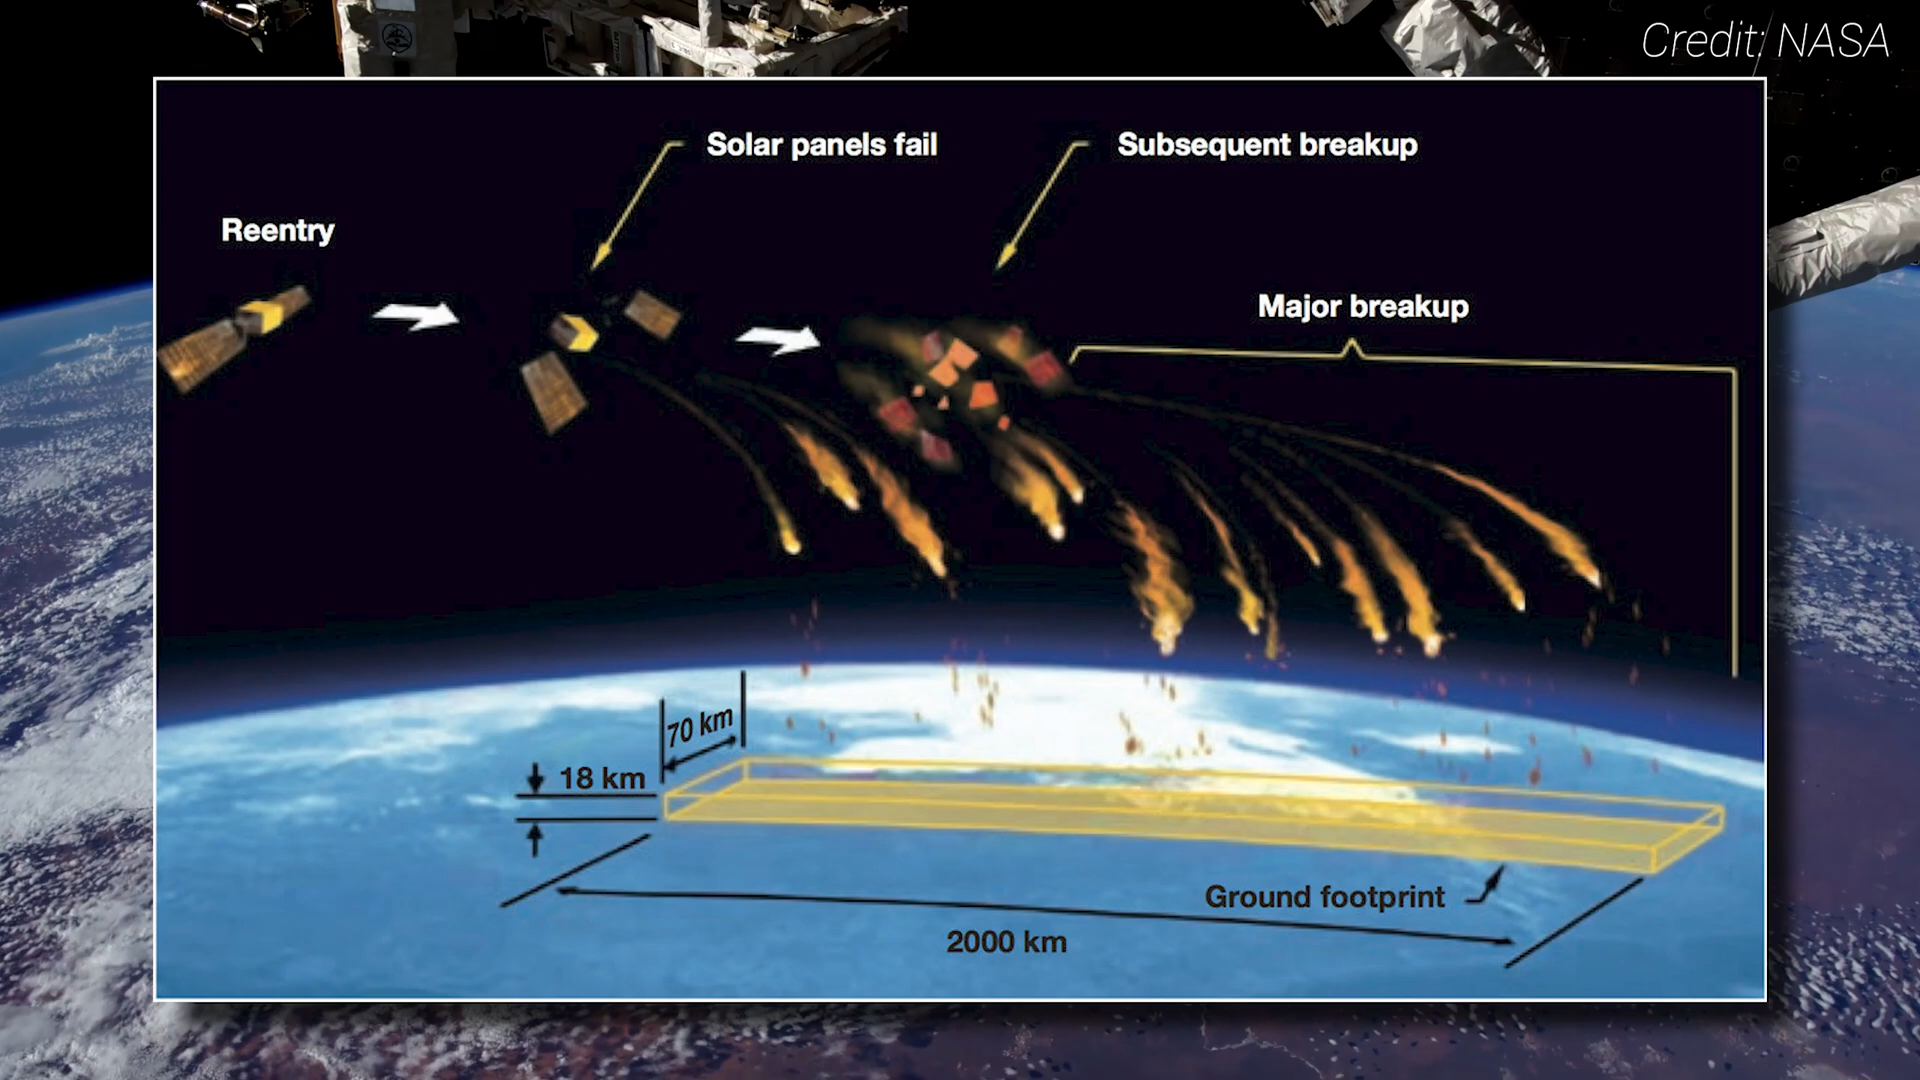 Credit: NASA
Solar panels fail
Subsequent breakup
Reentry
Major breakup
70 km
18 km
Ground footprint
2000 km